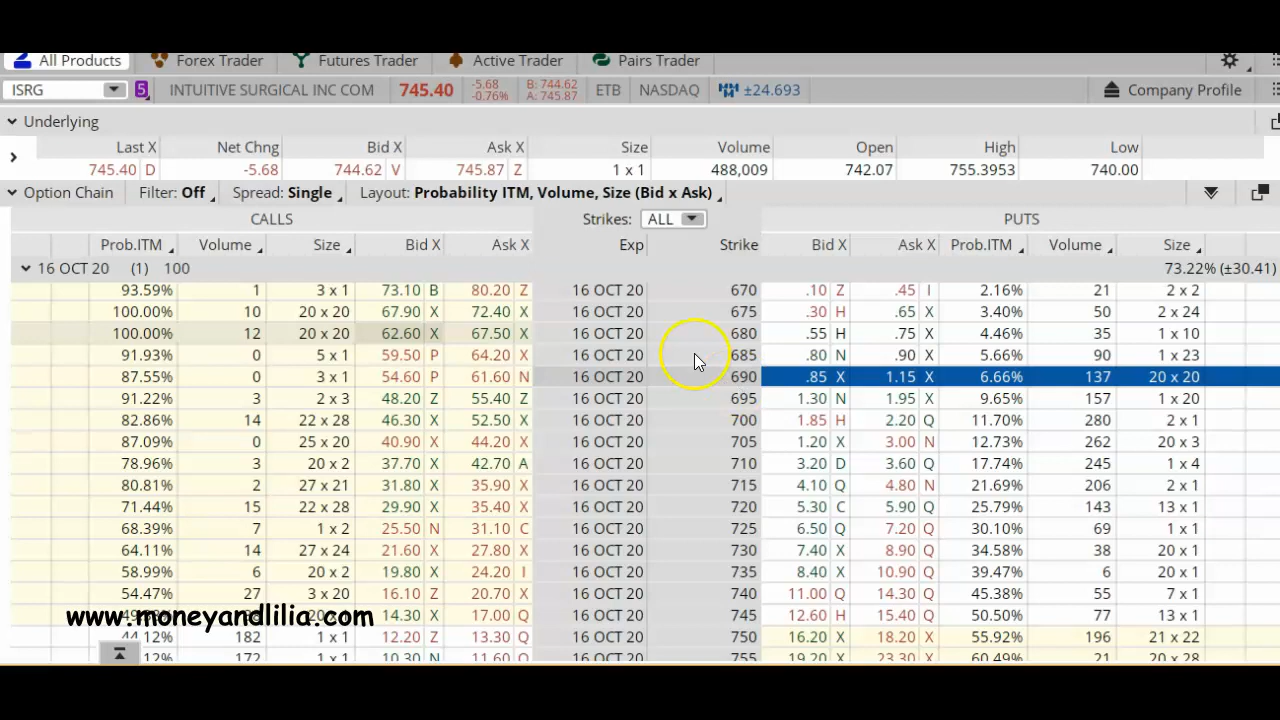 All Products Forex Trader Futures Trader Active Trader Pairs Trader
ISRG 5 INTUITIVE SURGICAL INC COM 745.40 -5.68 -0.76% B: 744.62 A: 745.87 ETB NASDAQ ±24.693 Company Profile
Underlying
Last X Net Chng Bid X Ask X Size Volume Open High Low
745.40 D -5.68 744.62 V 745.87 Z 1 x 1 488,009 742.07 755.3953 740.00
Option Chain Filter: Off Spread: Single Layout: Probability ITM, Volume, Size (Bid x Ask)
CALLS Strikes: ALL PUTS
Prob.ITM Volume Size Bid X Ask X Exp Strike Bid X Ask X Prob.ITM Volume Size
16 OCT 20 (1) 100 73.22% (±30.41)
93.59% 1 3 x 1 73.10 B 80.20 Z 16 OCT 20 670 .10 Z .45 I 2.16% 21 2 x 2
100.00% 10 20 x 20 67.90 X 72.40 X 16 OCT 20 675 .30 H .65 X 3.40% 50 2 x 24
100.00% 12 20 x 20 62.60 X 67.50 X 16 OCT 20 680 .55 H .75 X 4.46% 35 1 x 10
91.93% 0 5 x 1 59.50 P 64.20 X 16 OCT 20 685 .80 N .90 X 5.66% 90 1 x 23
87.55% 0 3 x 1 54.60 P 61.60 N 16 OCT 20 690 .85 X 1.15 X 6.66% 137 20 x 20
91.22% 3 2 x 3 48.20 Z 55.40 Z 16 OCT 20 695 1.30 N 1.95 X 9.65% 157 1 x 20
82.86% 14 22 x 28 46.30 X 52.50 X 16 OCT 20 700 1.85 H 2.20 Q 11.70% 280 2 x 1
87.09% 0 25 x 20 40.90 X 44.20 X 16 OCT 20 705 1.20 X 3.00 N 12.73% 262 20 x 3
78.96% 3 20 x 2 37.70 X 42.70 A 16 OCT 20 710 3.20 D 3.60 Q 17.74% 245 1 x 4
80.81% 2 27 x 21 31.80 X 35.90 X 16 OCT 20 715 4.10 Q 4.80 N 21.69% 206 2 x 1
71.44% 15 22 x 28 29.90 X 35.40 X 16 OCT 20 720 5.30 C 5.90 Q 25.79% 143 13 x 1
68.39% 7 1 x 2 25.50 N 31.10 C 16 OCT 20 725 6.50 Q 7.20 Q 30.10% 69 1 x 1
64.11% 14 27 x 24 21.60 X 27.80 X 16 OCT 20 730 7.40 X 8.90 Q 34.58% 38 20 x 1
58.99% 6 20 x 2 19.80 X 24.20 I 16 OCT 20 735 8.40 X 10.90 Q 39.47% 6 20 x 1
54.47% 27 3 x 20 16.10 Z 20.70 X 16 OCT 20 740 11.00 Q 14.30 Q 45.38% 55 7 x 1
www.moneyandlilia.com 14.30 X 17.00 Q 16 OCT 20 745 12.60 H 15.40 Q 50.50% 77 13 x 1
44.12% 182 1 x 1 12.20 Z 13.30 Q 16 OCT 20 750 16.20 X 18.20 X 55.92% 196 21 x 22
12% 172 1 x 1 10.30 N 11.60 Q 16 OCT 20 755 19.20 X 23.30 X 60.49% 21 20 x 28